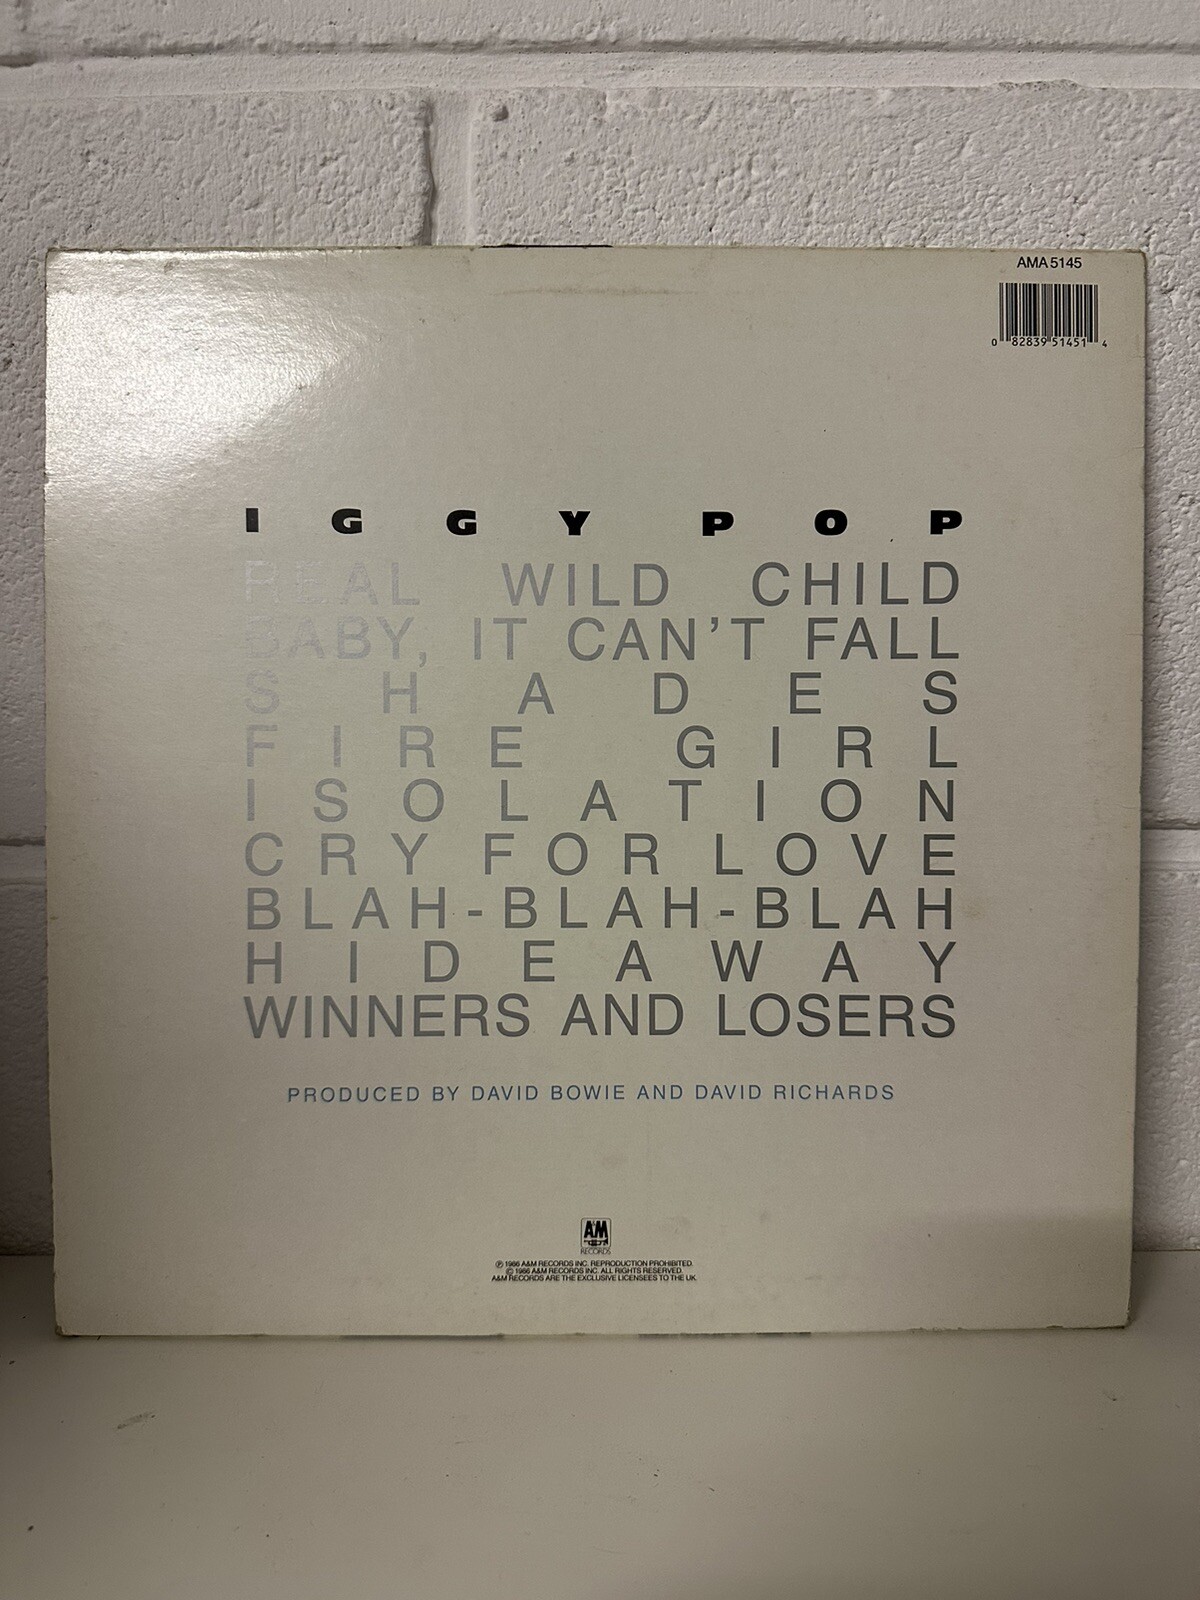 AMA 5145
0 82839 51451 4
IGGY POP
REAL WILD CHILD
BABY, IT CAN'T FALL
SHADES
FIRE GIRL
ISOLATION
CRY FOR LOVE
BLAH-BLAH-BLAH
HIDEAWAY
WINNERS AND LOSERS
PRODUCED BY DAVID BOWIE AND DAVID RICHARDS
A&M
RECORDS
℗ 1986 A&M RECORDS INC. REPRODUCTION PROHIBITED.
© 1986 A&M RECORDS INC. ALL RIGHTS RESERVED.
A&M RECORDS ARE THE EXCLUSIVE LICENSEES TO THE UK